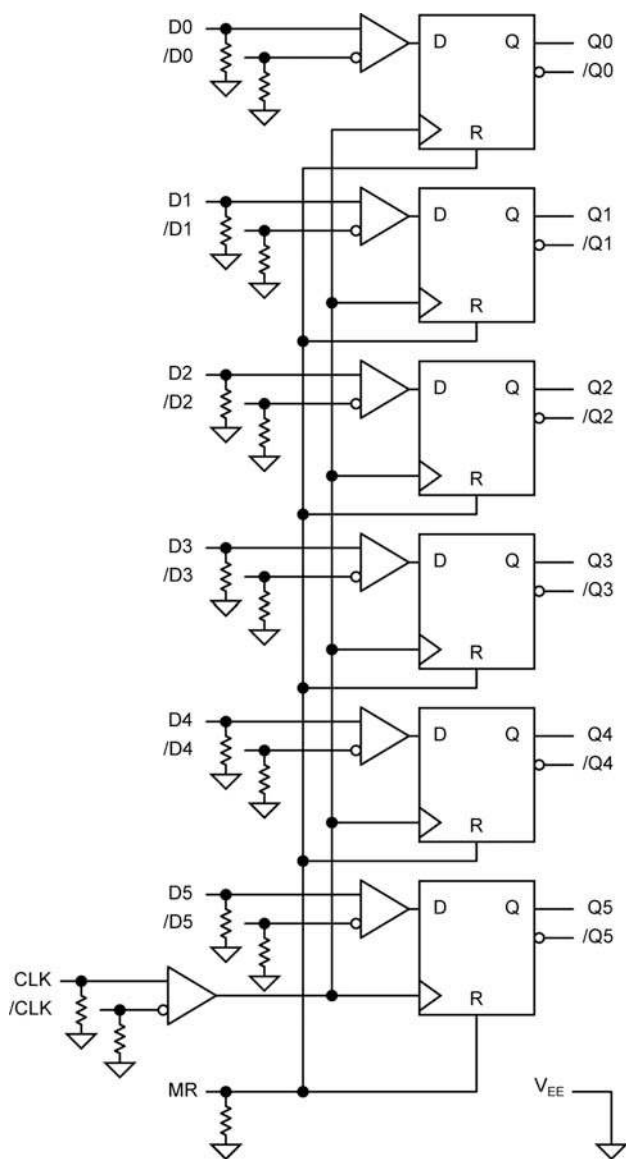 D0 D Q Q0
/D0 /Q0
R
D1 D Q Q1
/D1 /Q1
R
D2 D Q Q2
/D2 /Q2
R
D3 D Q Q3
/D3 /Q3
R
D4 D Q Q4
/D4 /Q4
R
D5 D Q Q5
/D5 /Q5
CLK R
/CLK
MR VEE